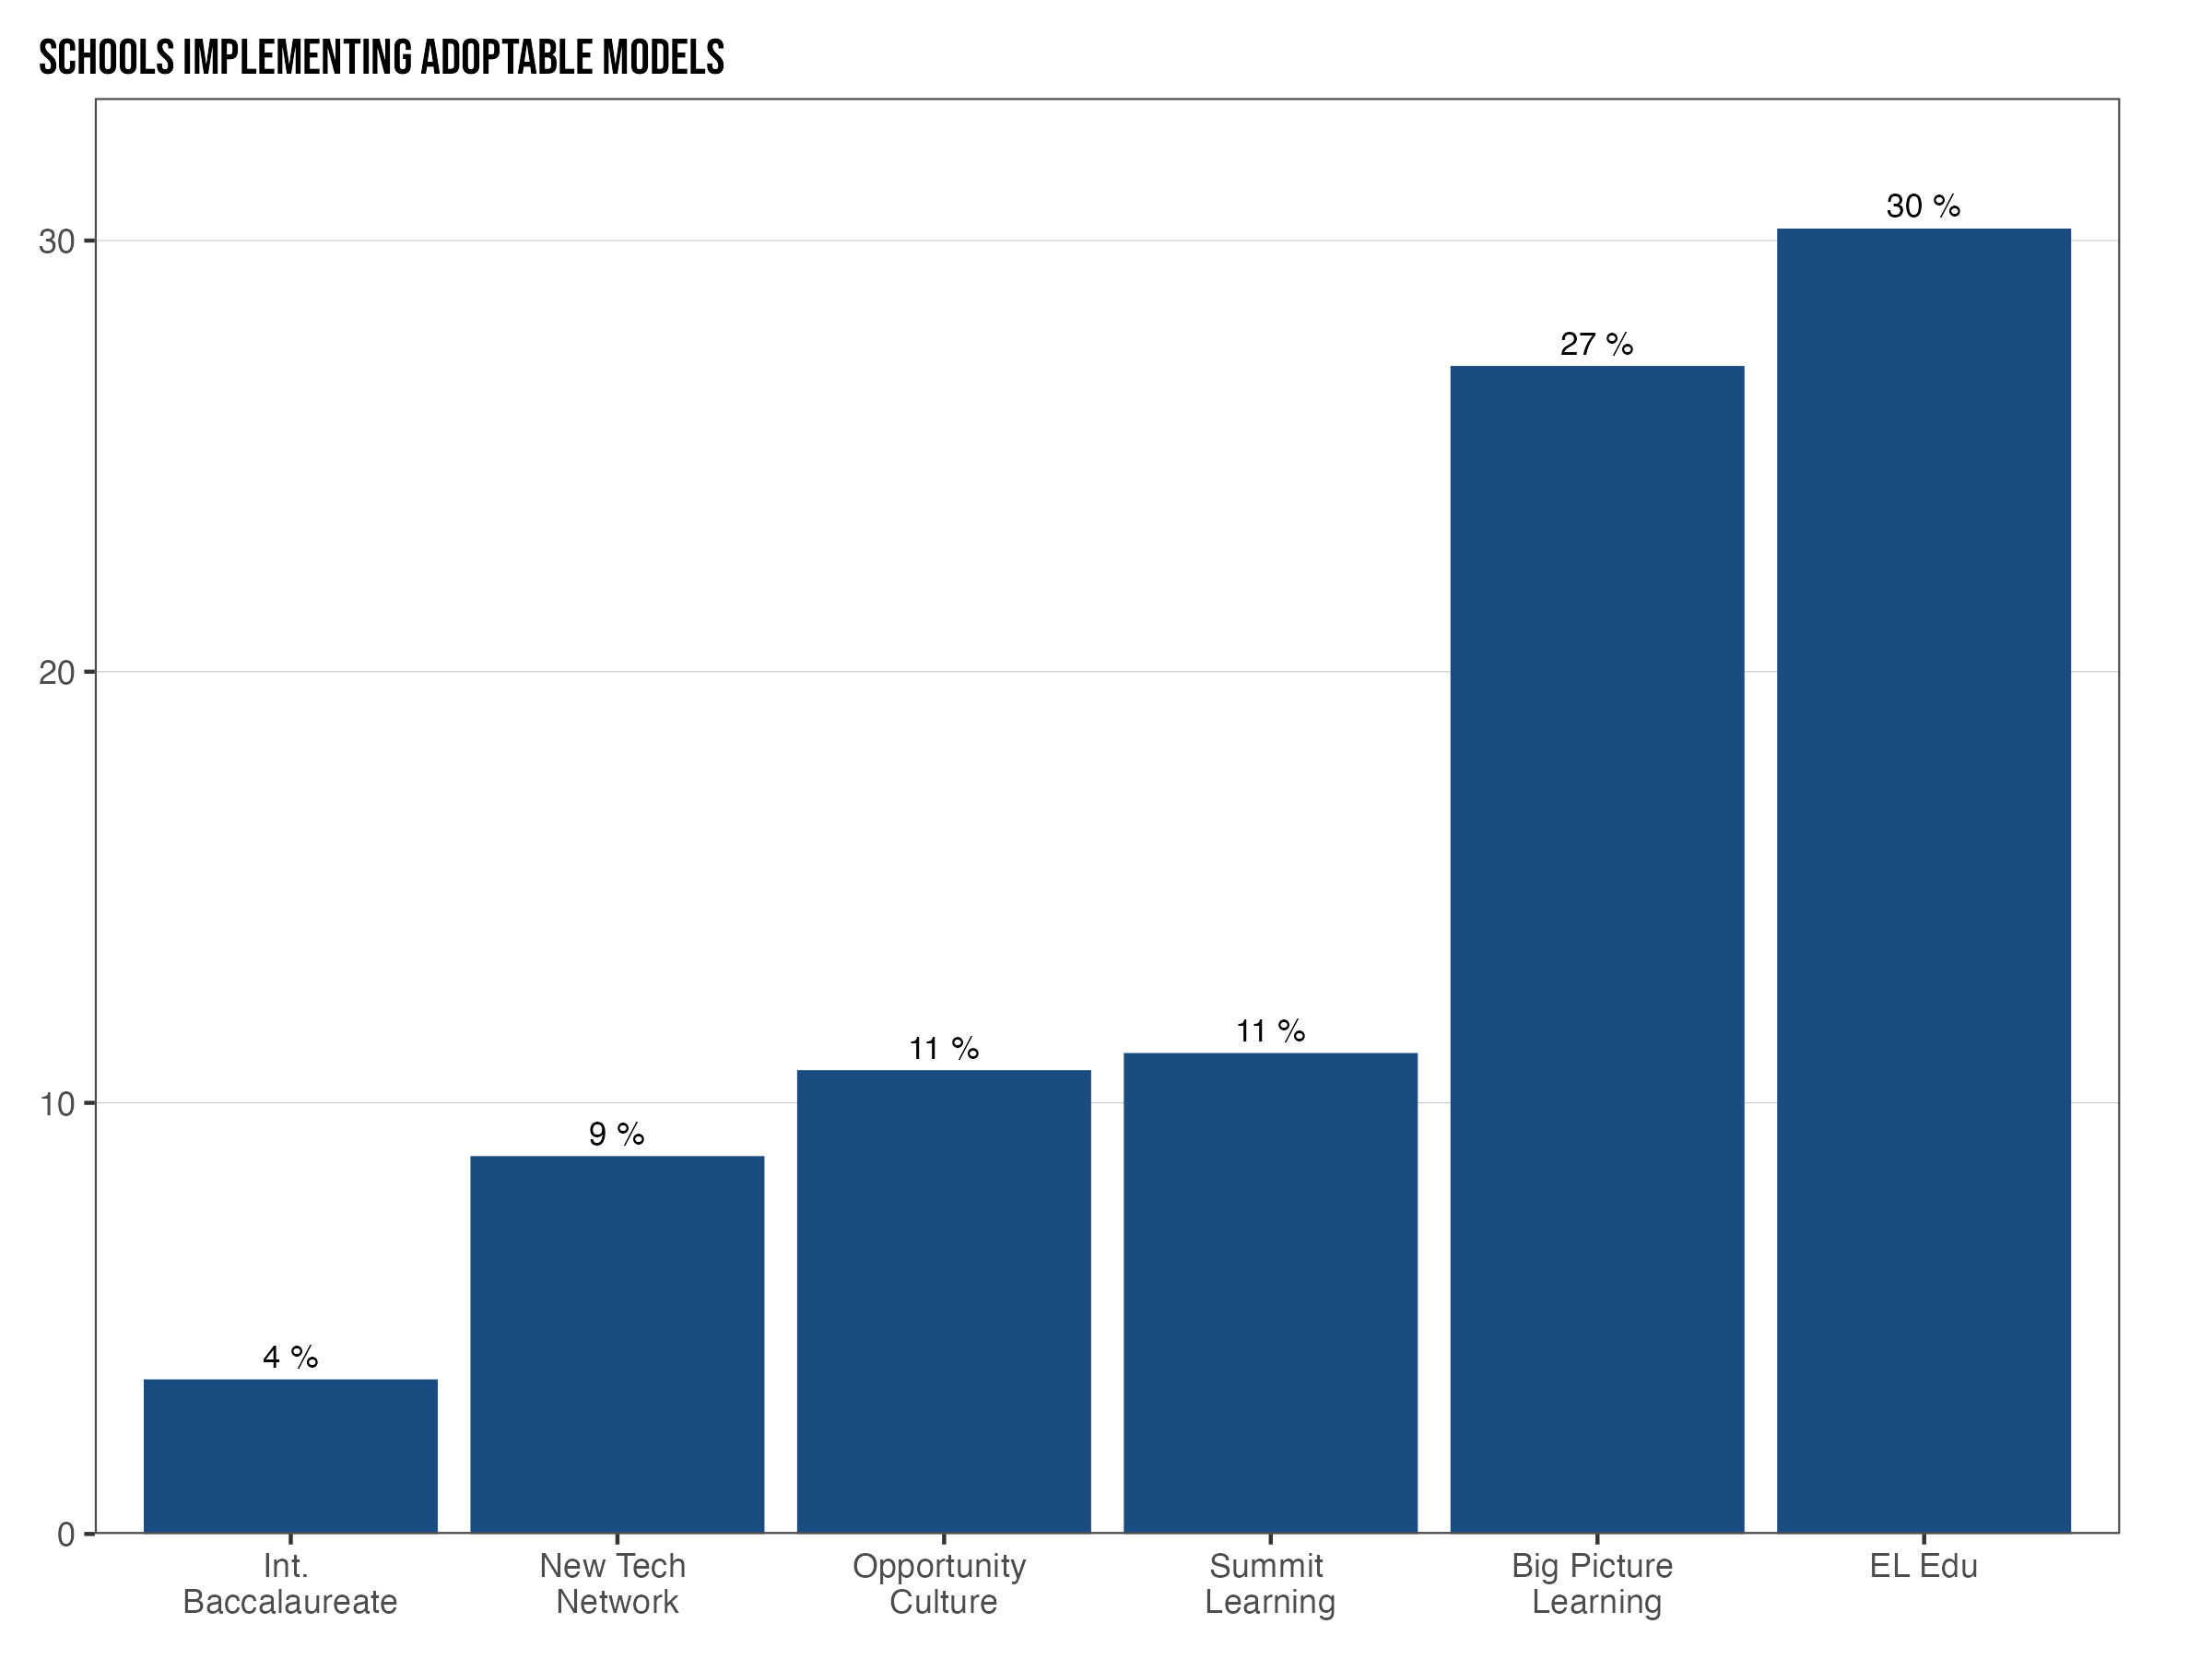 SCHOOLS IMPLEMENTING ADOPTABLE MODELS
30
20
10
0
4 %
9 %
11 %
11 %
27 %
30 %
Int.
Baccalaureate
New Tech
Network
Opportunity
Culture
Summit
Learning
Big Picture
Learning
EL Edu